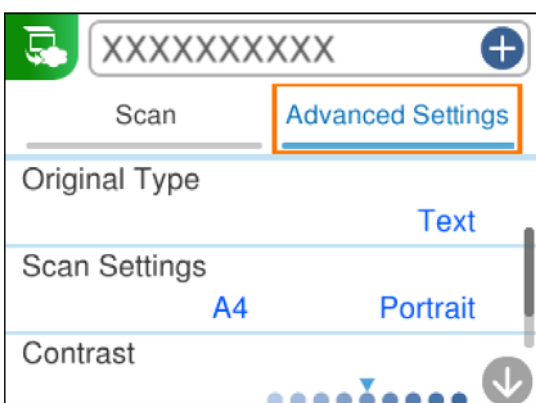 XXXXXXXXXX
Scan Advanced Settings
Original Type
Text
Scan Settings
A4 Portrait
Contrast